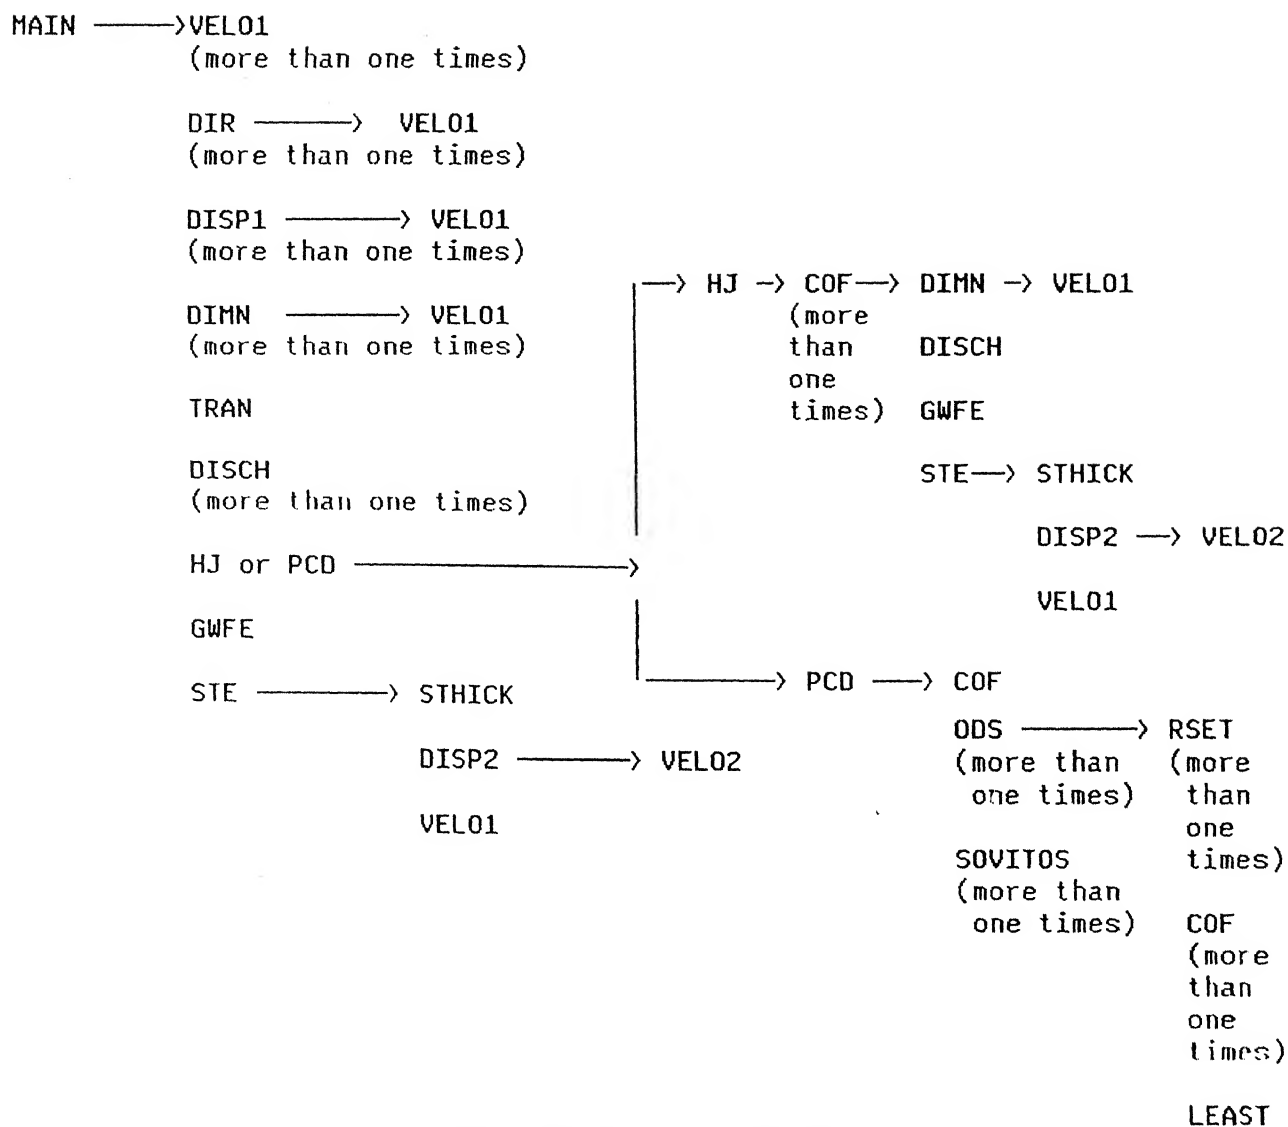 MAIN ———>VELO1
(more than one times)
DIR ———> VELO1
(more than one times)
DISP1 ———> VELO1
(more than one times)
—> HJ —> COF—> DIMN —> VELO1
DIMN ———> VELO1
(more
(more than one times)
than DISCH
one
TRAN
times) GWFE
DISCH
STE—> STHICK
(more than one times)
DISP2 —> VELO2
HJ or PCD ———>
VELO1
GWFE
STE ———> STHICK
———> PCD ——> COF
ODS ———> RSET
DISP2 ———> VELO2
(more than (more
one times) than
VELO1
one
SOVITOS times)
(more than
one times) COF
(more
than
one
times)
LEAST